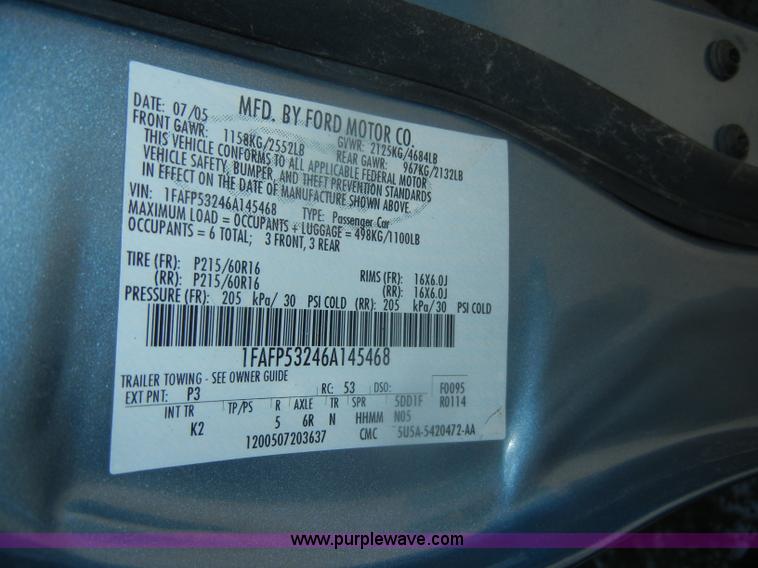 DATE: 07/05 MFD. BY FORD MOTOR CO.
FRONT GAWR: 1158KG/2552LB GVWR: 2125KG/4684LB
REAR GAWR: 967KG/2132LB
THIS VEHICLE CONFORMS TO ALL APPLICABLE FEDERAL MOTOR
VEHICLE SAFETY, BUMPER, AND THEFT PREVENTION STANDARDS
IN EFFECT ON THE DATE OF MANUFACTURE SHOWN ABOVE.
VIN: 1FAFP53246A145468 TYPE: Passenger Car
MAXIMUM LOAD = OCCUPANTS + LUGGAGE = 498KG/1100LB
OCCUPANTS = 6 TOTAL; 3 FRONT, 3 REAR
TIRE (FR): P215/60R16 RIMS (FR): 16X6.0J
(RR): P215/60R16 (RR): 16X6.0J
PRESSURE (FR): 205 kPa/ 30 PSI COLD (RR): 205 kPa/30 PSI COLD
1FAFP53246A145468
TRAILER TOWING - SEE OWNER GUIDE
EXT PNT: P3 RC: 53 DSO: F0095
R0114
INT TR TP/PS R AXLE TR SPR 5DD1F
K2 5 6R N HHMM N05
1200507203637 CMC 5U5A-5420472-AA
www.purplewave.com